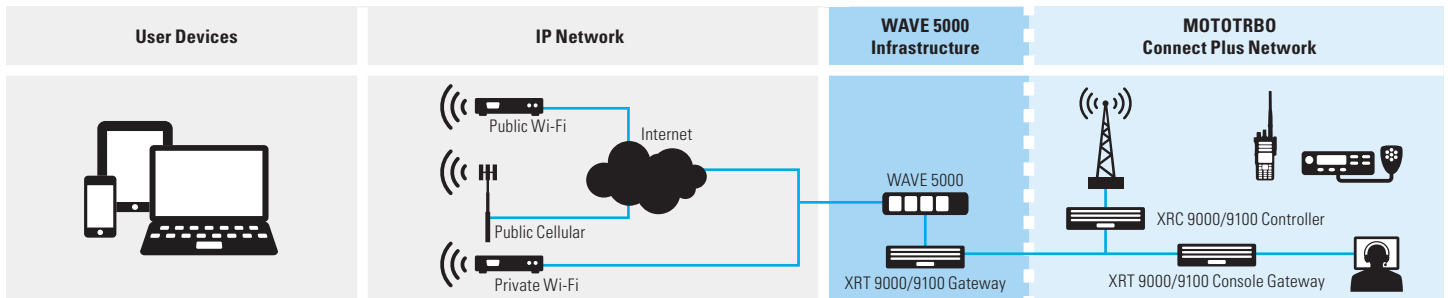 User Devices
IP Network
WAVE 5000
Infrastructure
MOTOTRBO
Connect Plus Network
Public Wi-Fi
Internet
Public Cellular
Private Wi-Fi
WAVE 5000
XRT 9000/9100 Gateway
XRC 9000/9100 Controller
XRT 9000/9100 Console Gateway